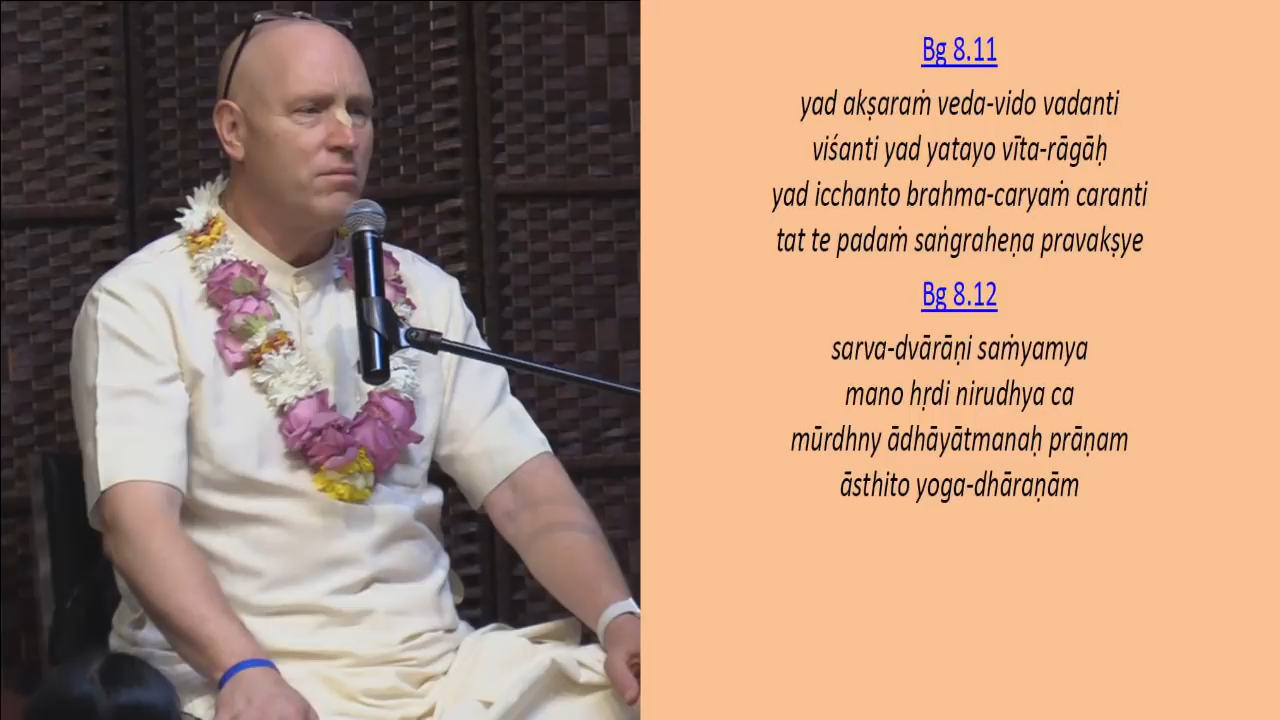 Bg 8.11
yad akṣaraṁ veda-vido vadanti
viśanti yad yatayo vīta-rāgāḥ
yad icchanto brahma-caryaṁ caranti
tat te padaṁ saṅgraheṇa pravakṣye
Bg 8.12
sarva-dvārāṇi saṁyamya
mano hṛdi nirudhya ca
mūrdhny ādhāyātmanaḥ prāṇam
āsthito yoga-dhāraṇām